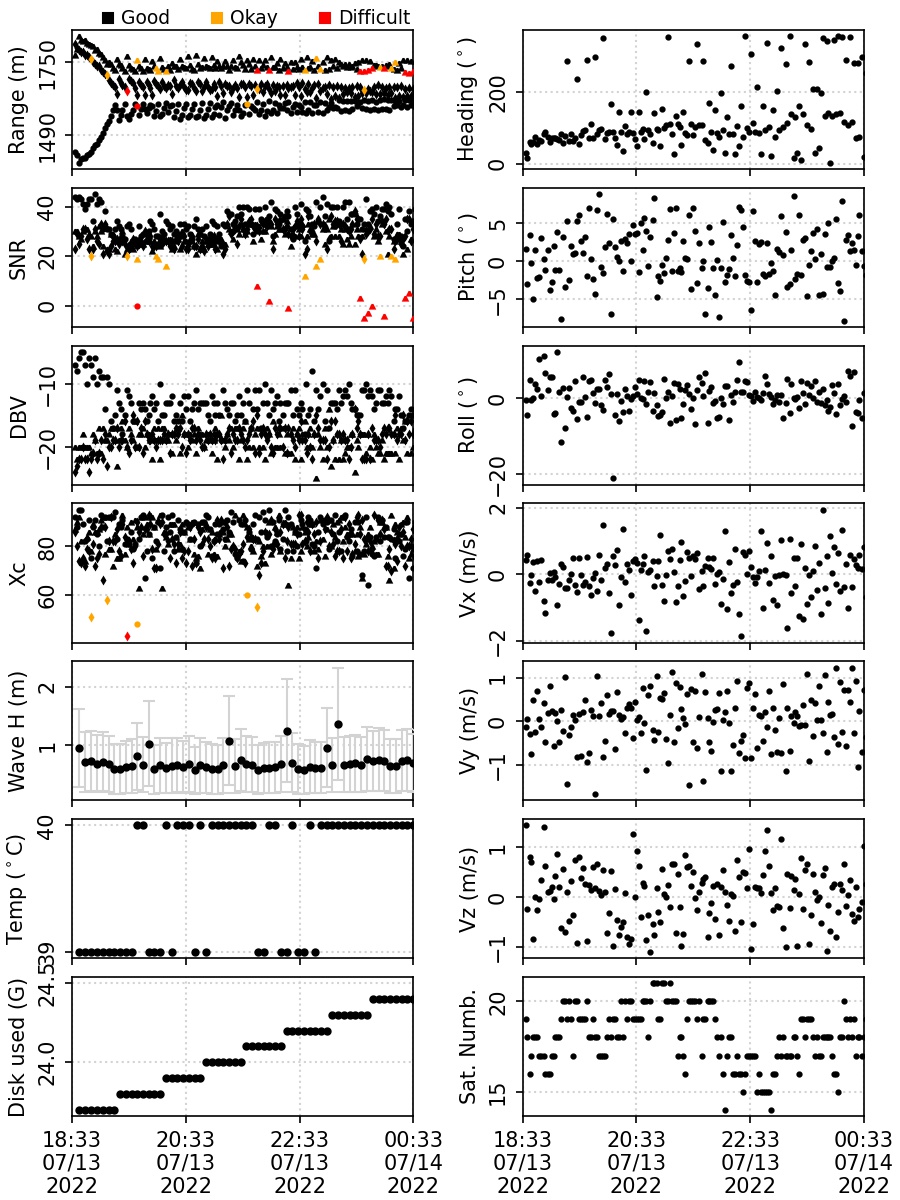 Good Okay Difficult
Range (m)
1750
1490
Heading (°)
200
0
SNR
40
20
0
Pitch (°)
5
0
−5
DBV
−10
−20
Roll (°)
0
−20
Xc
80
60
Vx (m/s)
2
0
−2
Wave H (m)
2
1
Vy (m/s)
1
0
−1
Temp (°C)
40
39
Vz (m/s)
1
0
−1
Disk used (G)
24.5
24.0
Sat. Numb.
20
15
18:33 20:33 22:33 00:33
07/13 07/13 07/13 07/14
2022 2022 2022 2022
18:33 20:33 22:33 00:33
07/13 07/13 07/13 07/14
2022 2022 2022 2022